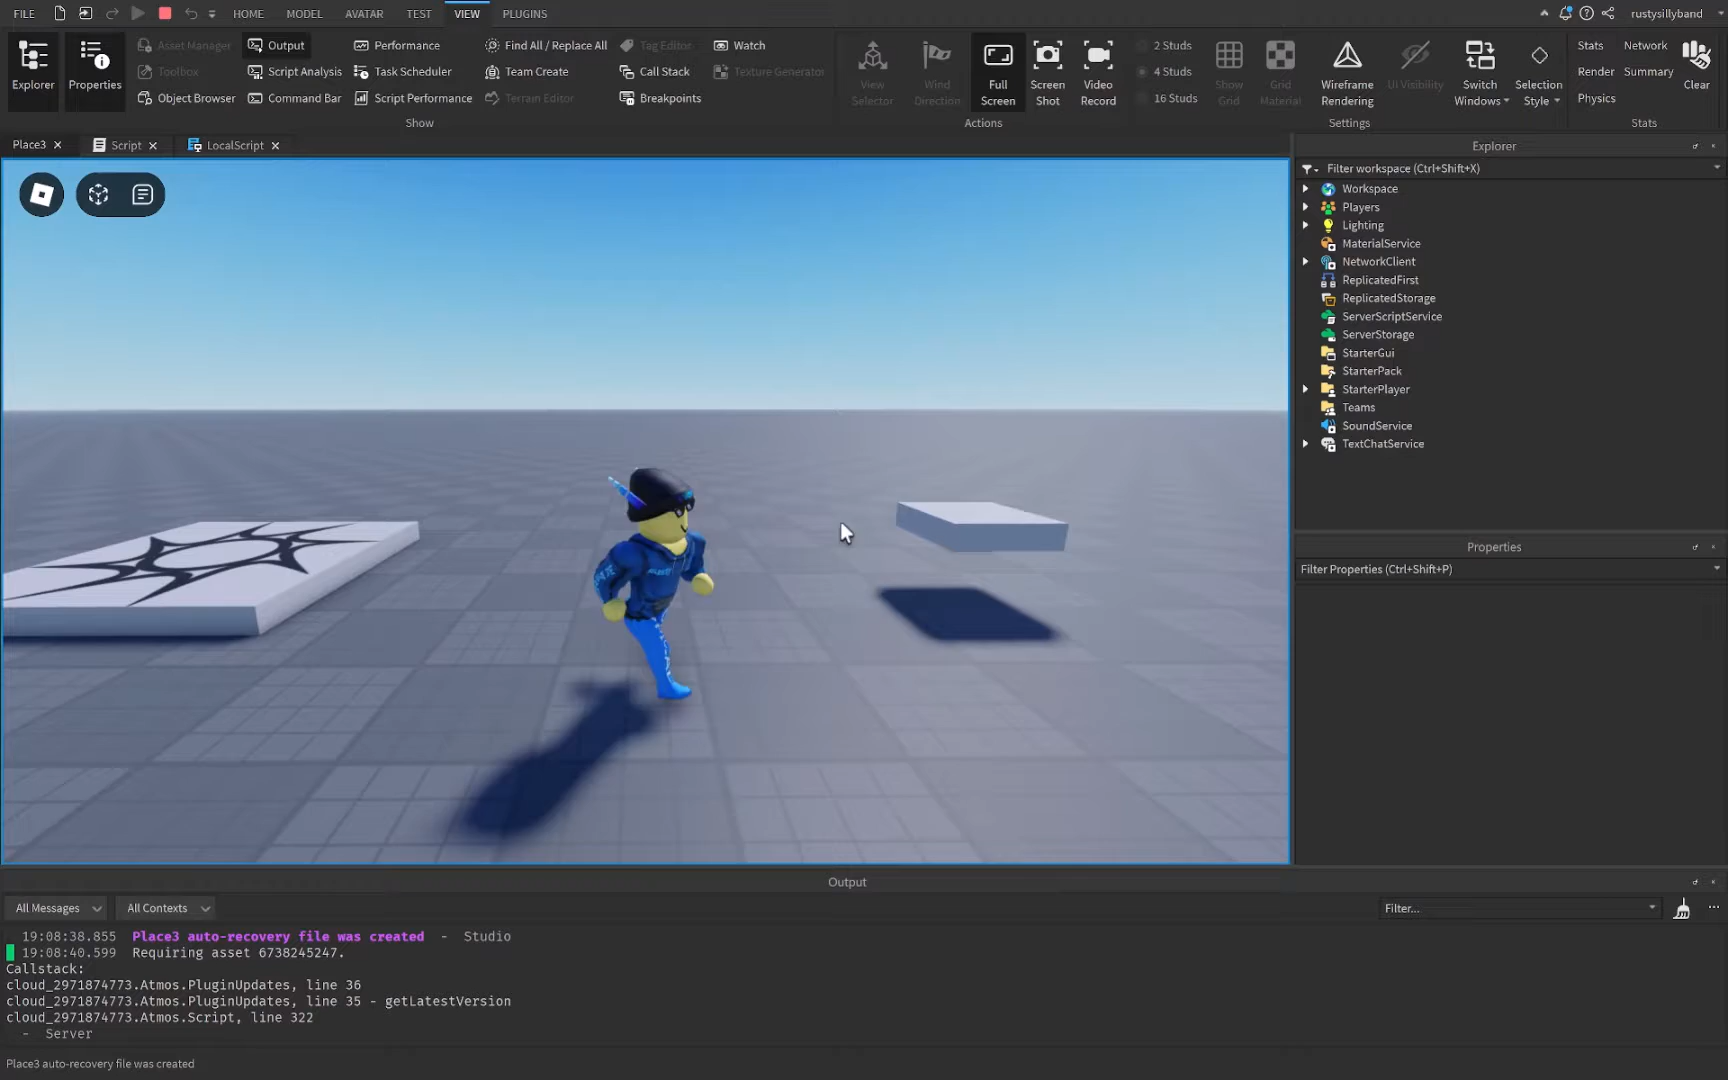 FILE HOME MODEL AVATAR TEST VIEW PLUGINS rustysillyband
Explorer
Properties
Asset Manager
Toolbox
Object Browser
Output
Script Analysis
Command Bar
Performance
Task Scheduler
Script Performance
Find All / Replace All
Team Create
Terrain Editor
Tag Editor
Call Stack
Breakpoints
Watch
Texture Generator
Show
View Selector
Wind Direction
Full Screen
Screen Shot
Video Record
Actions
2 Studs
4 Studs
16 Studs
Show Grid
Grid Material
Wireframe Rendering
UI Visibility
Switch Windows
Selection Style
Settings
Stats
Render
Physics
Network
Summary
Clear
Stats
Place3
Script
LocalScript
Explorer
Filter workspace (Ctrl+Shift+X)
Workspace
Players
Lighting
MaterialService
NetworkClient
ReplicatedFirst
ReplicatedStorage
ServerScriptService
ServerStorage
StarterGui
StarterPack
StarterPlayer
Teams
SoundService
TextChatService
Properties
Filter Properties (Ctrl+Shift+P)
Output
All Messages All Contexts Filter...
19:08:38.855 Place3 auto-recovery file was created - Studio
19:08:40.599 Requiring asset 6738245247.
Callstack:
cloud_2971874773.Atmos.PluginUpdates, line 36
cloud_2971874773.Atmos.PluginUpdates, line 35 - getLatestVersion
cloud_2971874773.Atmos.Script, line 322
- Server
Place3 auto-recovery file was created